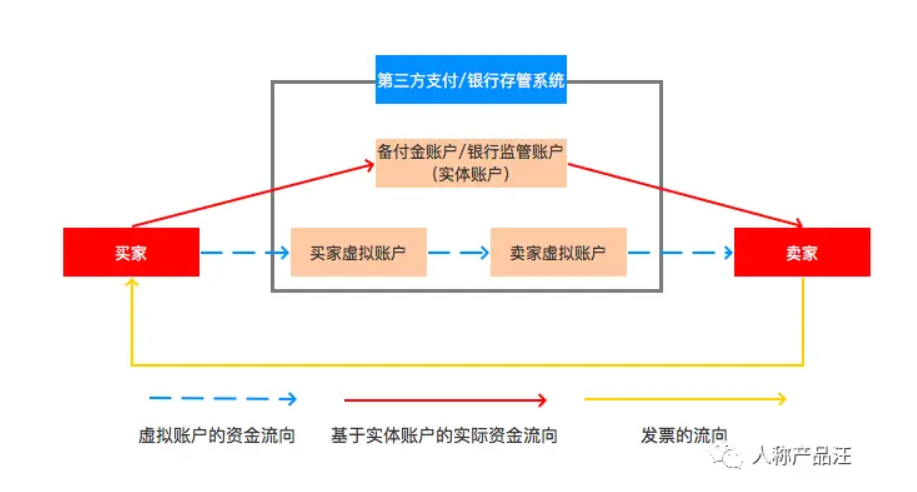 第三方支付/银行存管系统
备付金账户/银行监管账户
（实体账户）
买家
买家虚拟账户
卖家虚拟账户
卖家
虚拟账户的资金流向
基于实体账户的实际资金流向
发票的流向
人称产品汪